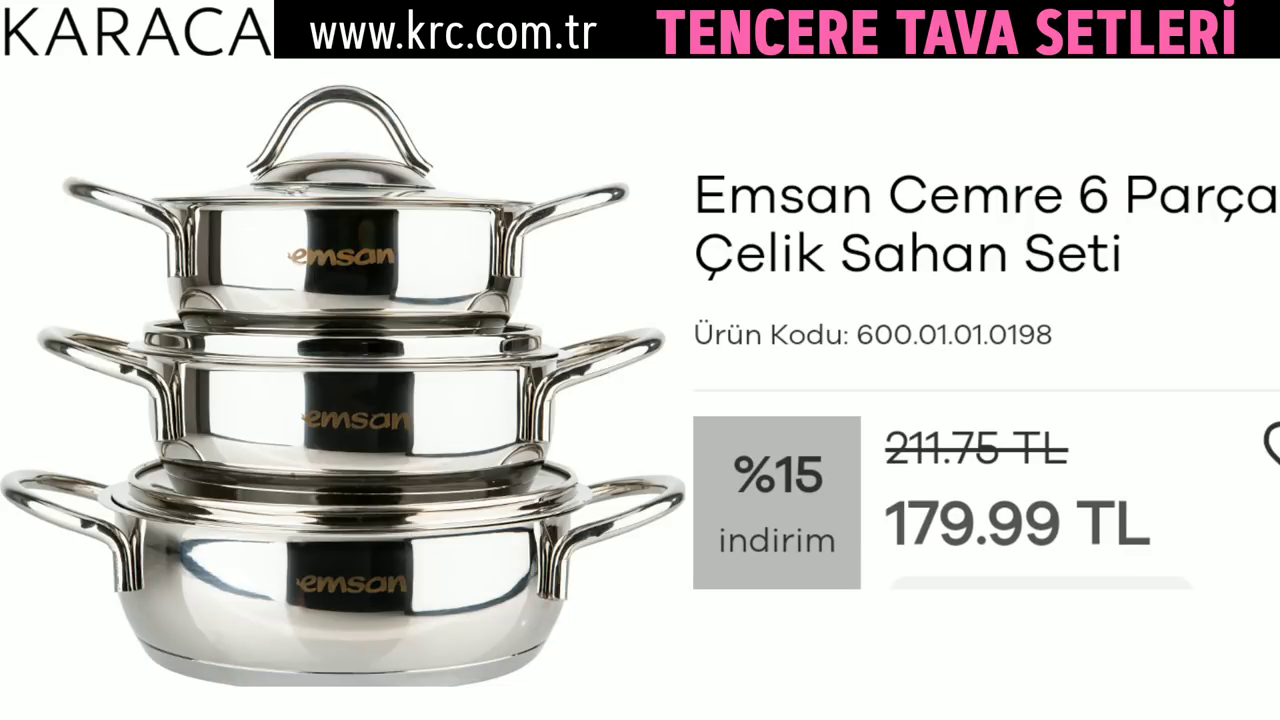 KARACA www.krc.com.tr TENCERE TAVA SETLERİ
Emsan Cemre 6 Parça
Çelik Sahan Seti
Ürün Kodu: 600.01.01.0198
%15
indirim
211.75 TL
179.99 TL
emsan
emsan
emsan